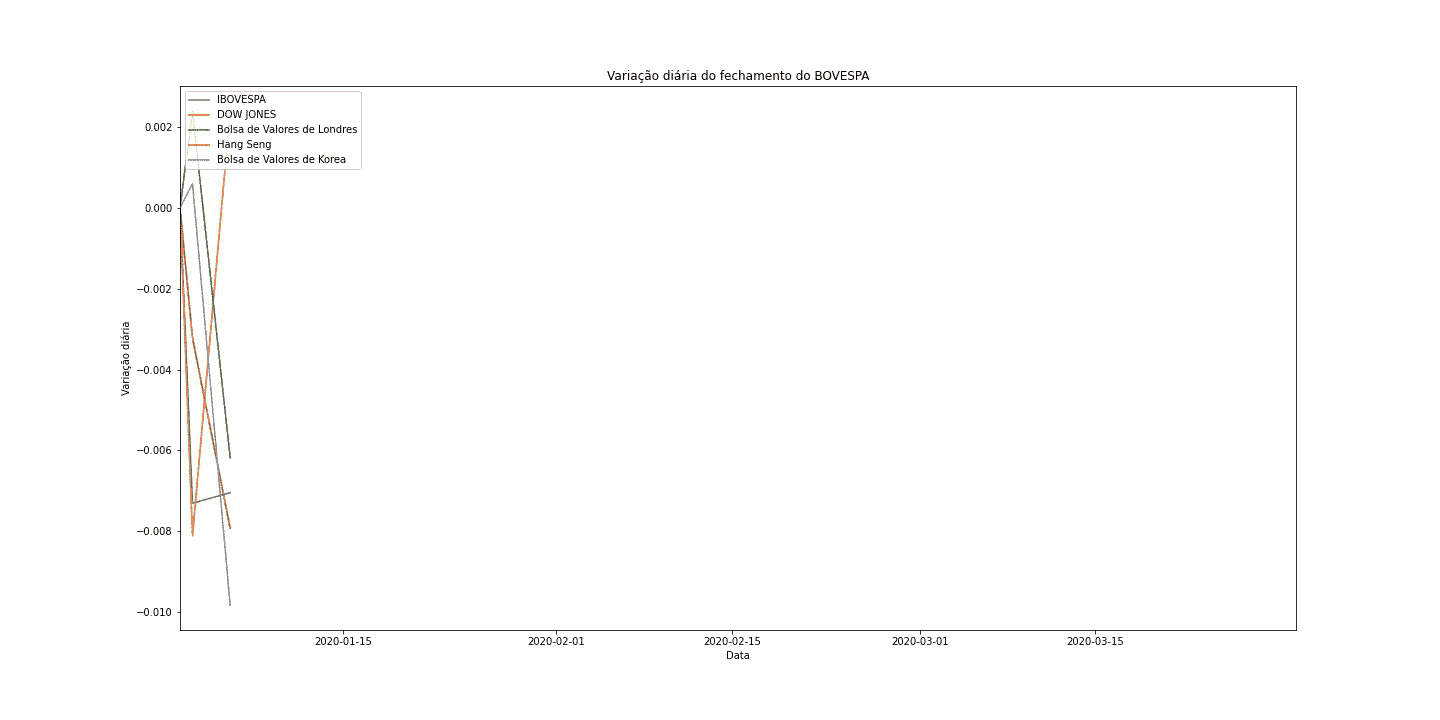 Variação diária do fechamento do BOVESPA
IBOVESPA
DOW JONES
Bolsa de Valores de Londres
Hang Seng
Bolsa de Valores de Korea
0.002
0.000
−0.002
−0.004
−0.006
−0.008
−0.010
Variação diária
2020-01-15 2020-02-01 2020-02-15 2020-03-01 2020-03-15
Data